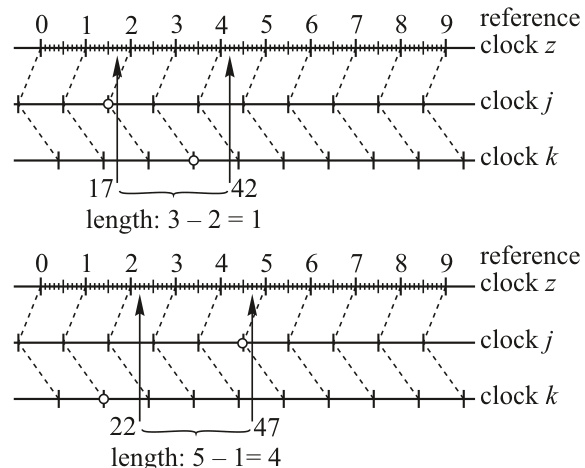 reference
0 1 2 3 4 5 6 7 8 9 clock z
clock j
clock k
17 42
length: 3 – 2 = 1
reference
0 1 2 3 4 5 6 7 8 9 clock z
clock j
clock k
22 47
length: 5 – 1= 4